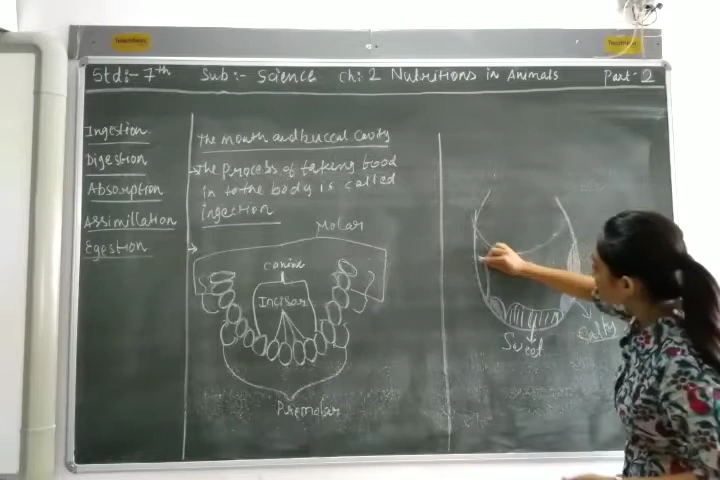 Std:- 7th Sub:- Science Ch: 2 Nutritions in Animals Part-2
Ingestion
Digestion
Absorption
Assimillation
Egestion
The mouth and buccal cavity
The process of taking food
in to the body is called
ingestion
Molar
canine
Incisor
Premolar
Sweet
Salty